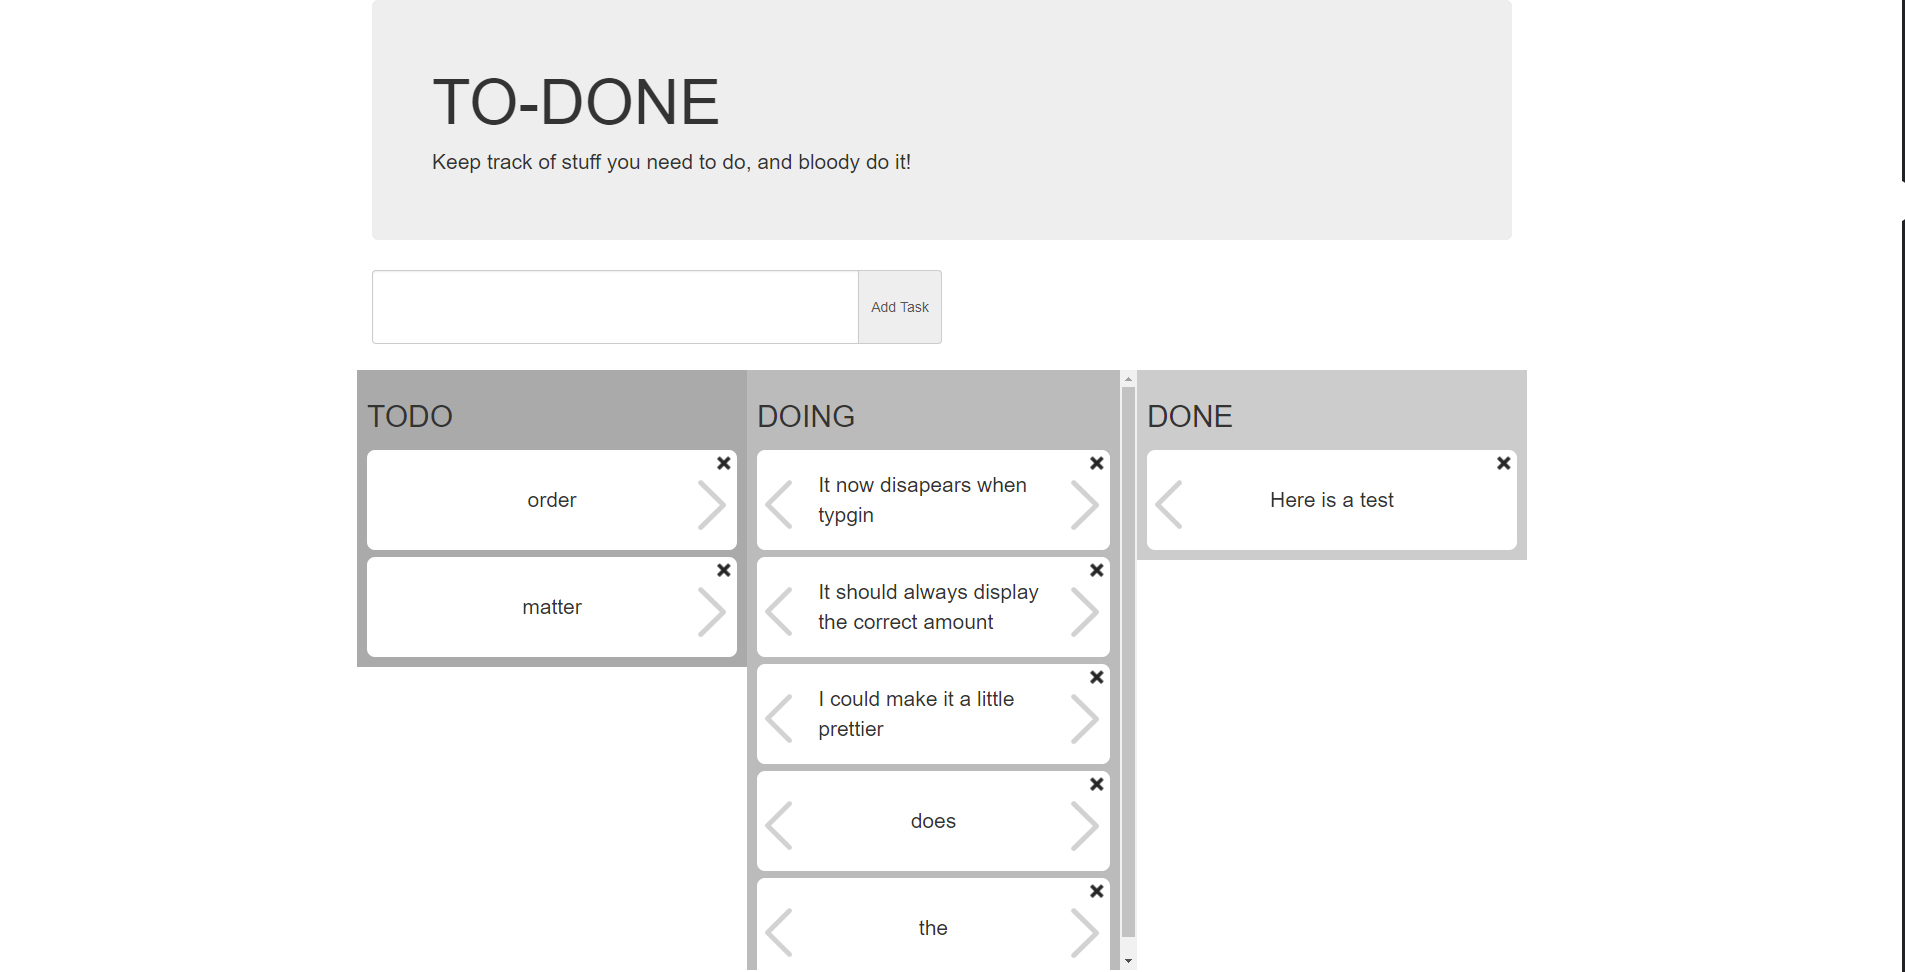 TO-DONE
Keep track of stuff you need to do, and bloody do it!
Add Task
TODO
order
matter
DOING
It now disapears when
typgin
It should always display
the correct amount
I could make it a little
prettier
does
the
DONE
Here is a test